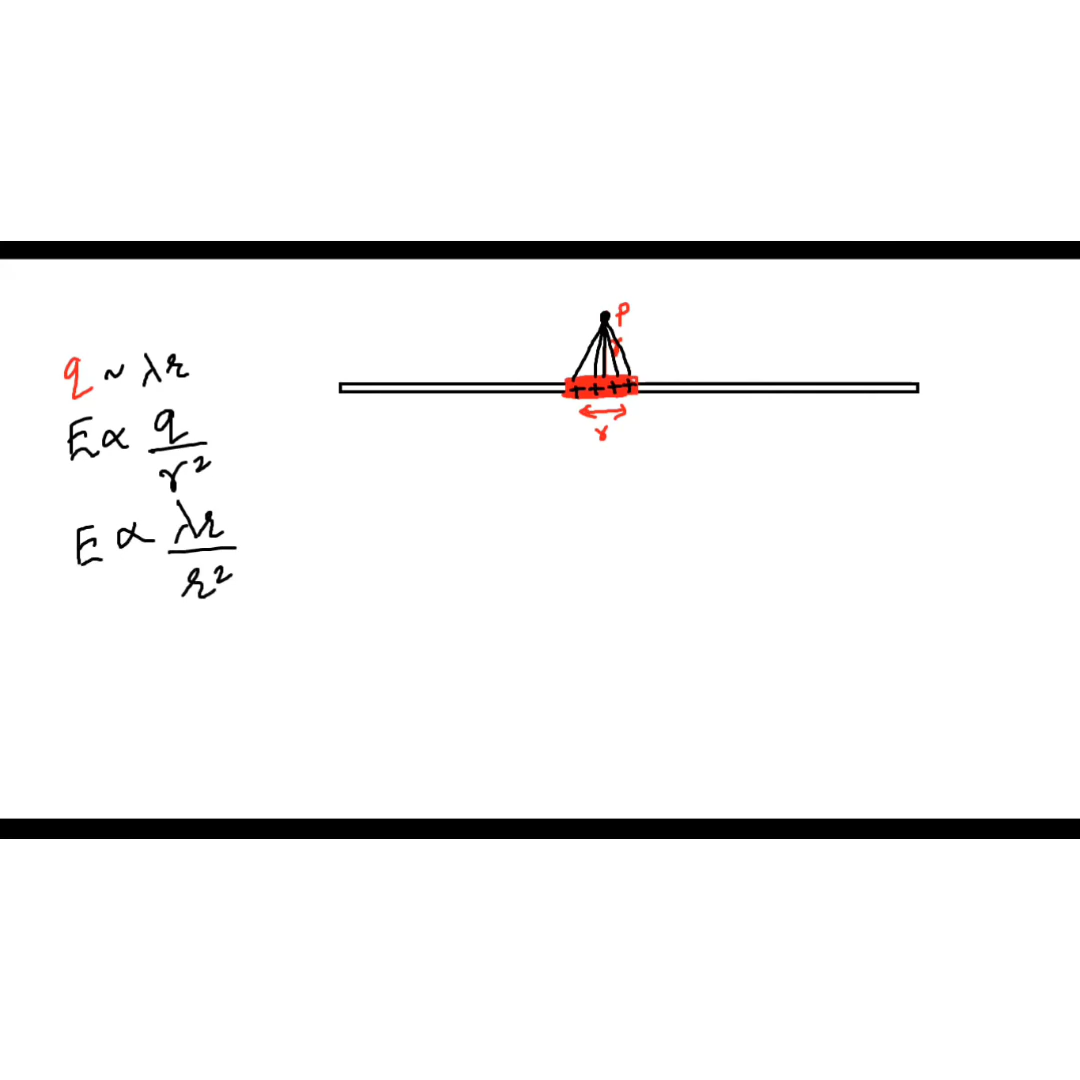 q ~ λr
E ∝ q/r²
E ∝ λr/r²
P
r
+ + + +
r